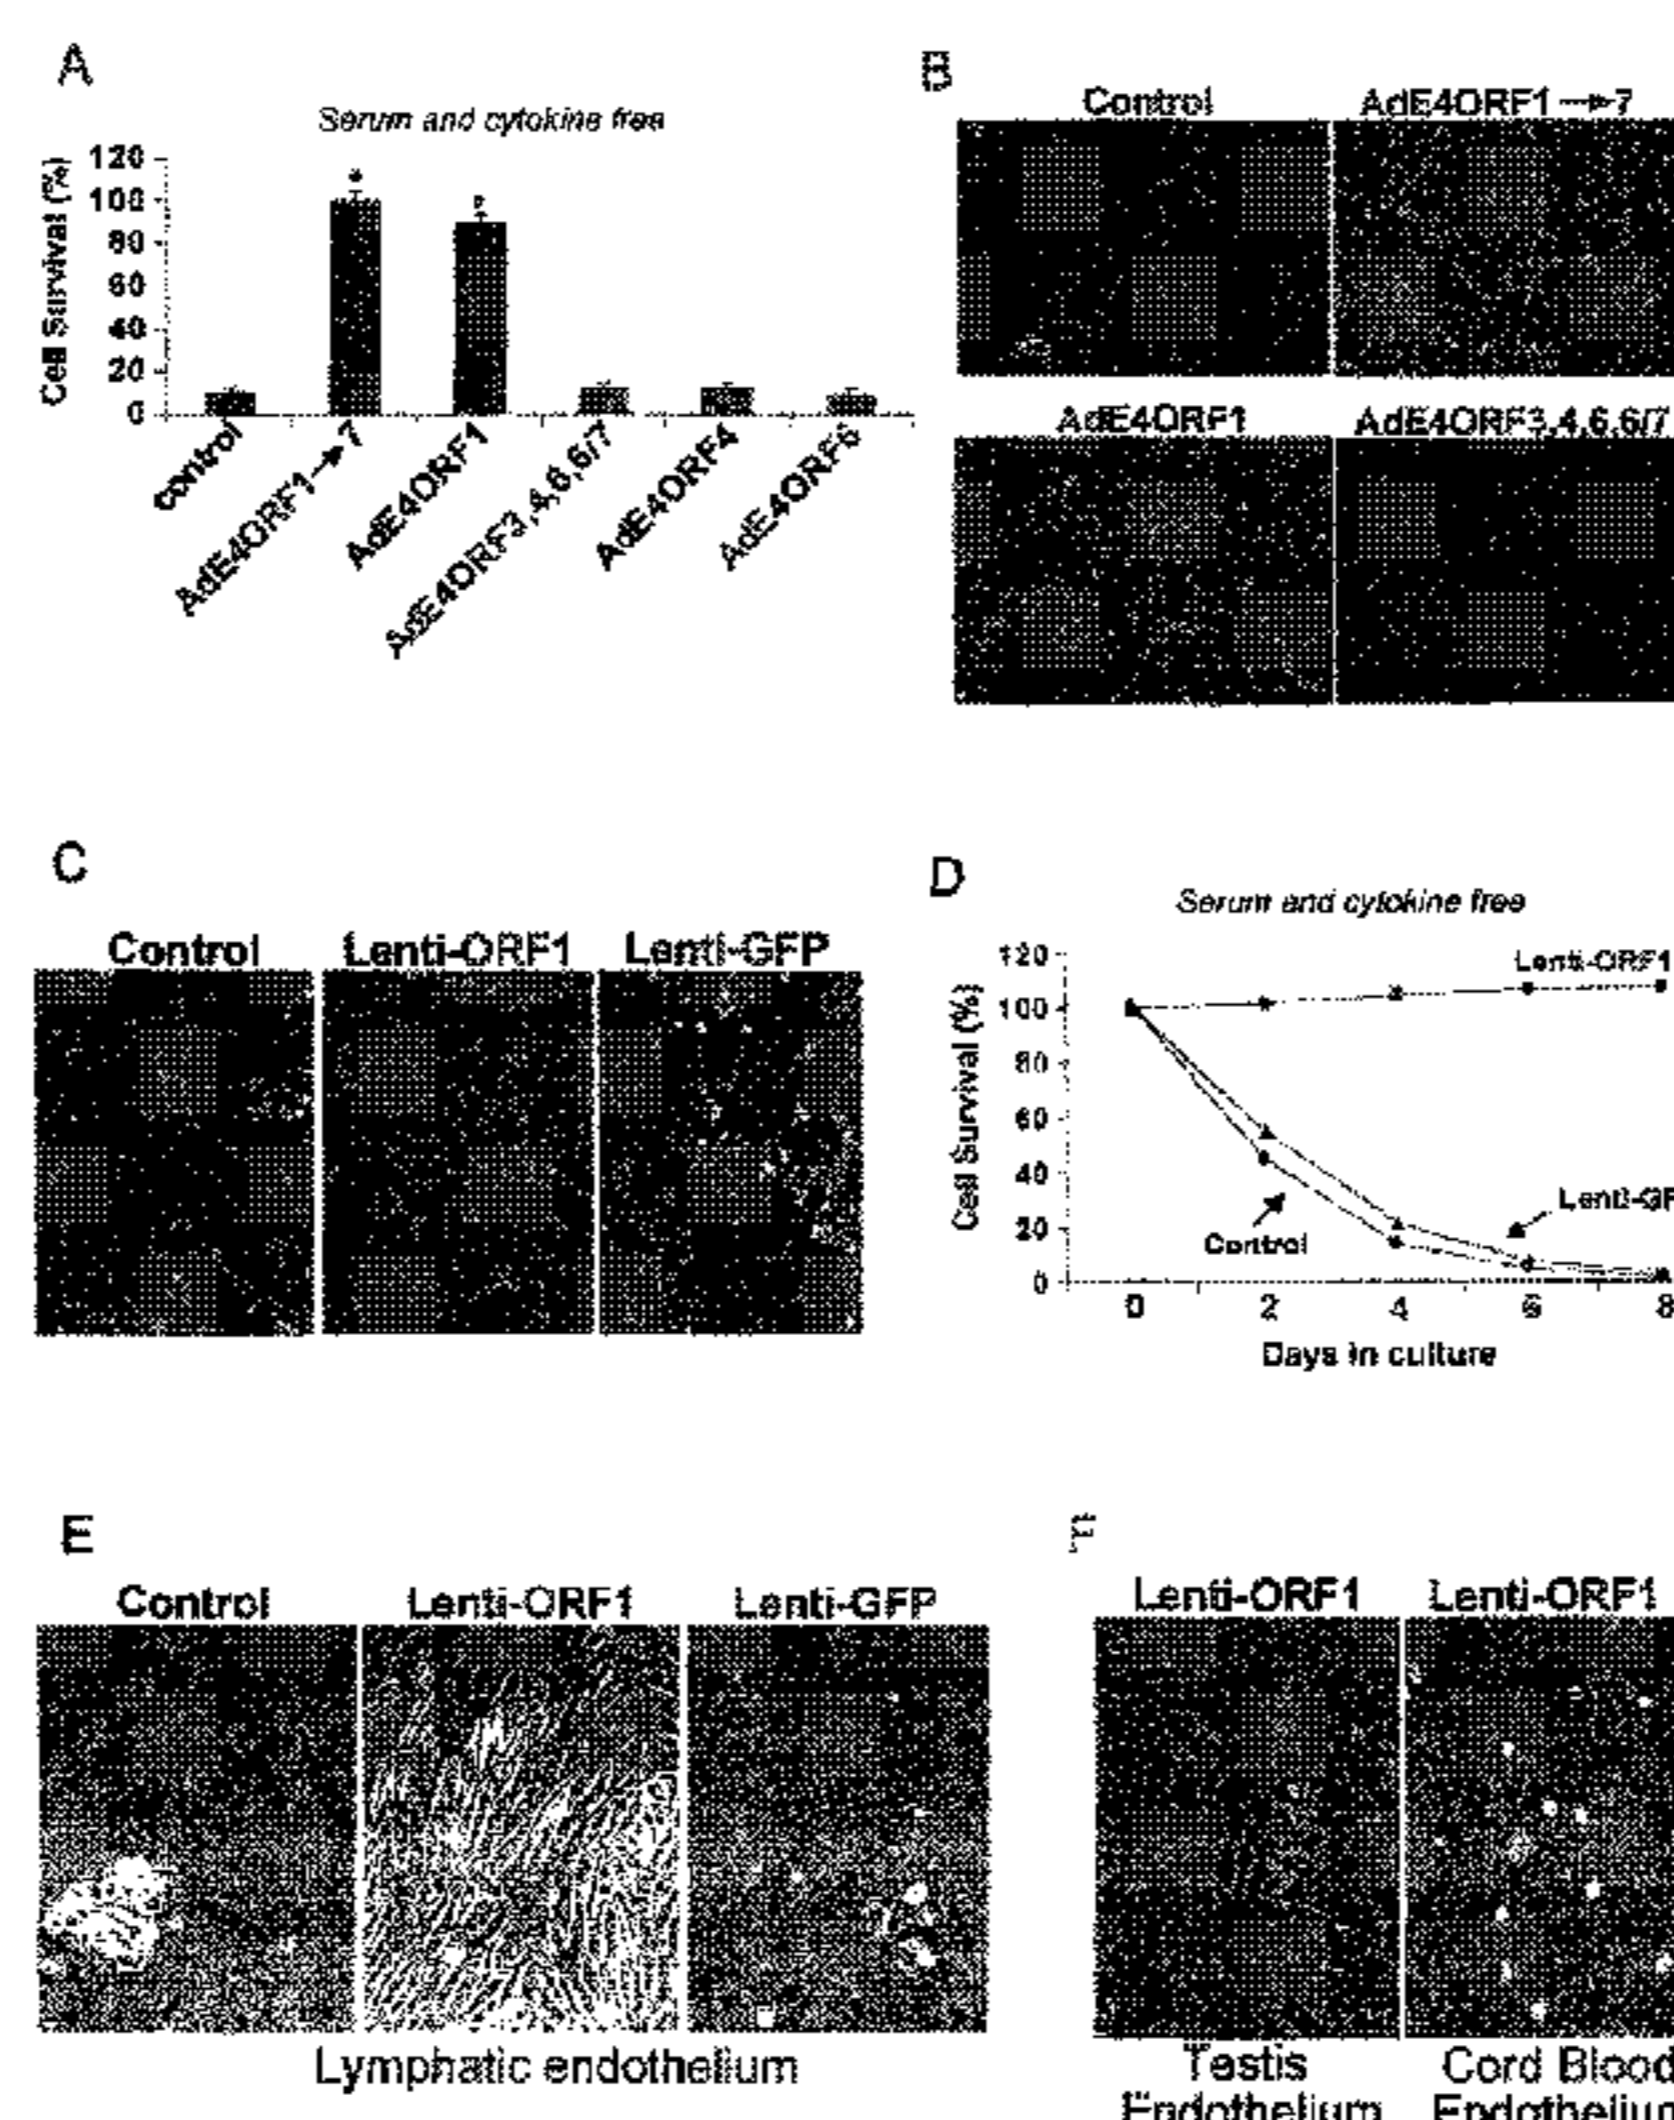 A
Serum and cytokine free
Cell Survival (%)
120
100
80
60
40
20
0
control
AdE4ORF1→7
AdE4ORF1
AdE4ORF3,4,6,6/7
AdE4ORF4
AdE4ORF6
B
Control
AdE4ORF1→7
AdE4ORF1
AdE4ORF3,4,6,6/7
C
Control
Lenti-ORF1
Lenti-GFP
D
Serum and cytokine free
Cell Survival (%)
120
100
80
60
40
20
0
Lenti-ORF1
Lenti-GF
Control
0 2 4 6 8
Days in culture
E
Control
Lenti-ORF1
Lenti-GFP
Lymphatic endothelium
F
Lenti-ORF1
Lenti-ORF1
Testis
Endothelium
Cord Blood
Endotheliu